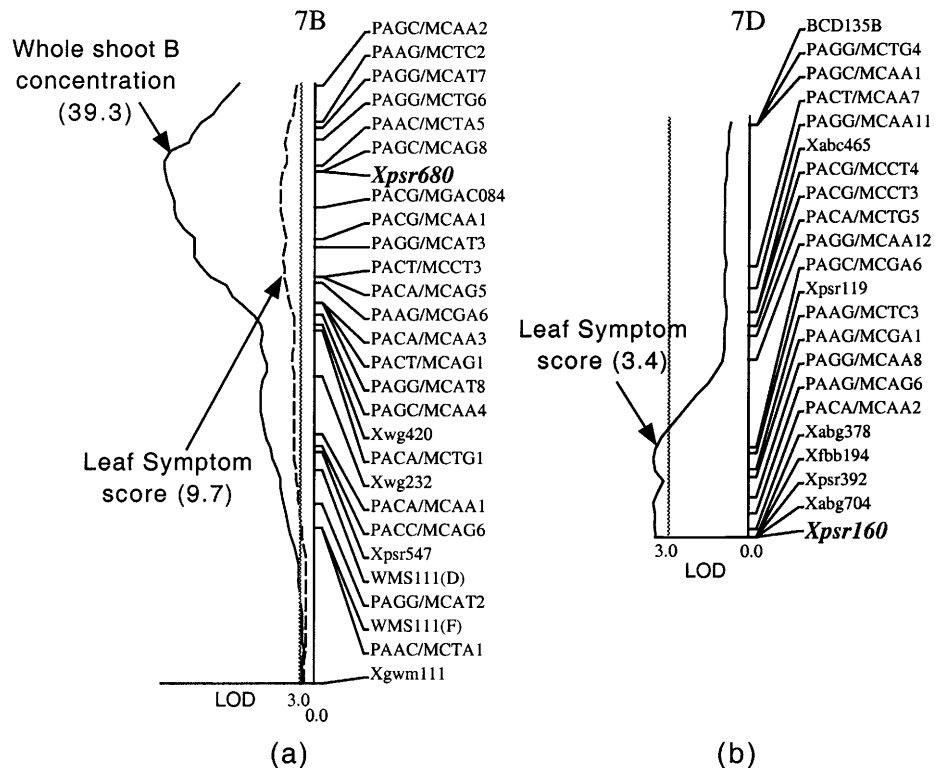 7B
Whole shoot B
concentration
(39.3)
Leaf Symptom
score (9.7)
PAGC/MCAA2
PAAG/MCTC2
PAGG/MCAT7
PAGG/MCTG6
PAAC/MCTA5
PAGC/MCAG8
Xpsr680
PACG/MGAC084
PACG/MCAA1
PAGG/MCAT3
PACT/MCCT3
PACA/MCAG5
PAAG/MCGA6
PACA/MCAA3
PACT/MCAG1
PAGG/MCAT8
PAGC/MCAA4
Xwg420
PACA/MCTG1
Xwg232
PACA/MCAA1
PACC/MCAG6
Xpsr547
WMS111(D)
PAGG/MCAT2
WMS111(F)
PAAC/MCTA1
Xgwm111
LOD 3.0
0.0
(a)
7D
BCD135B
PAGG/MCTG4
PAGC/MCAA1
PACT/MCAA7
PAGG/MCAA11
Xabc465
PACG/MCCT4
PACG/MCCT3
PACA/MCTG5
PAGG/MCAA12
PAGC/MCGA6
Xpsr119
PAAG/MCTC3
PAAG/MCGA1
PAGG/MCAA8
PAAG/MCAG6
PACA/MCAA2
Xabg378
Xfbb194
Xpsr392
Xabg704
Xpsr160
Leaf Symptom
score (3.4)
3.0 0.0
LOD
(b)